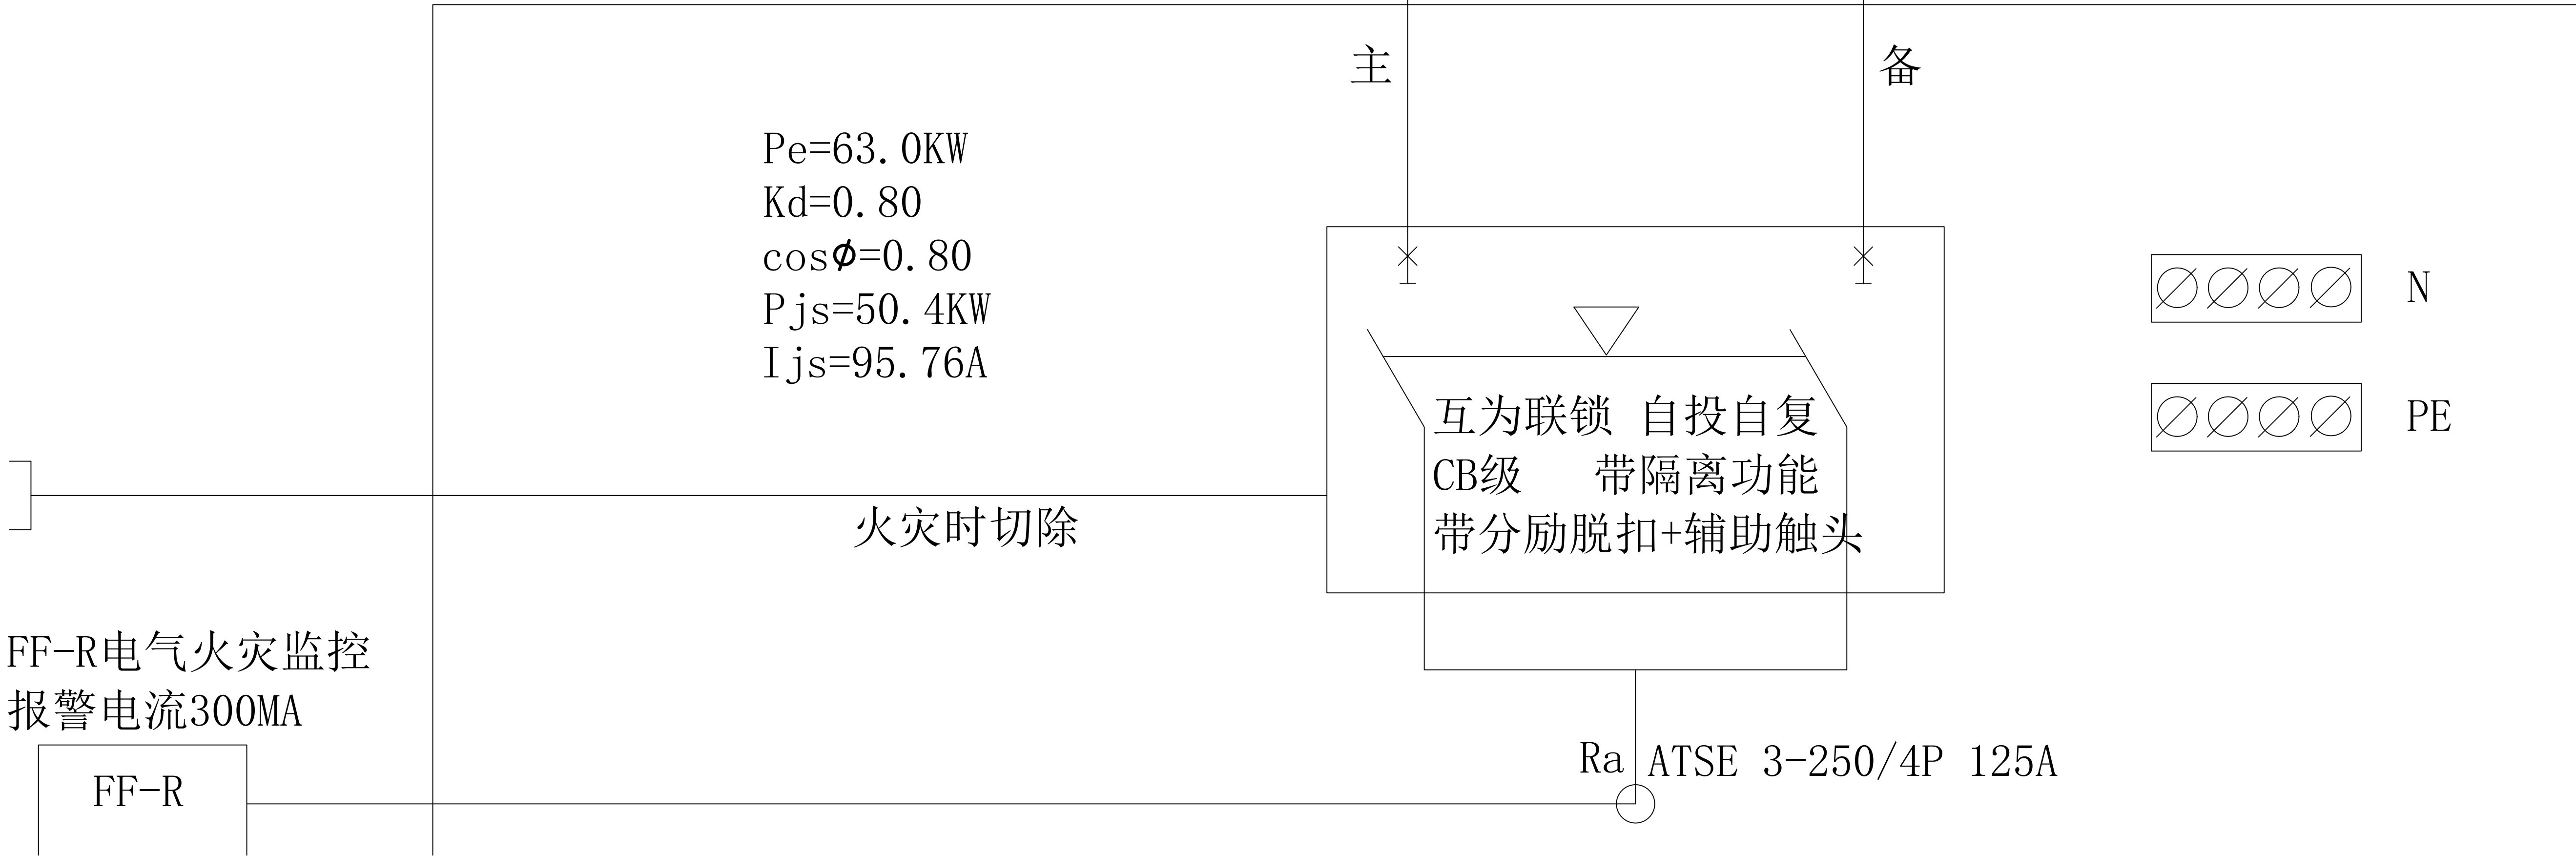 主
备
Pe=63.0KW
Kd=0.80
cosϕ=0.80
Pjs=50.4KW
Ijs=95.76A
N
PE
互为联锁 自投自复
CB级 带隔离功能
带分励脱扣+辅助触头
火灾时切除
FF-R电气火灾监控
报警电流300MA
FF-R
Ra ATSE 3-250/4P 125A